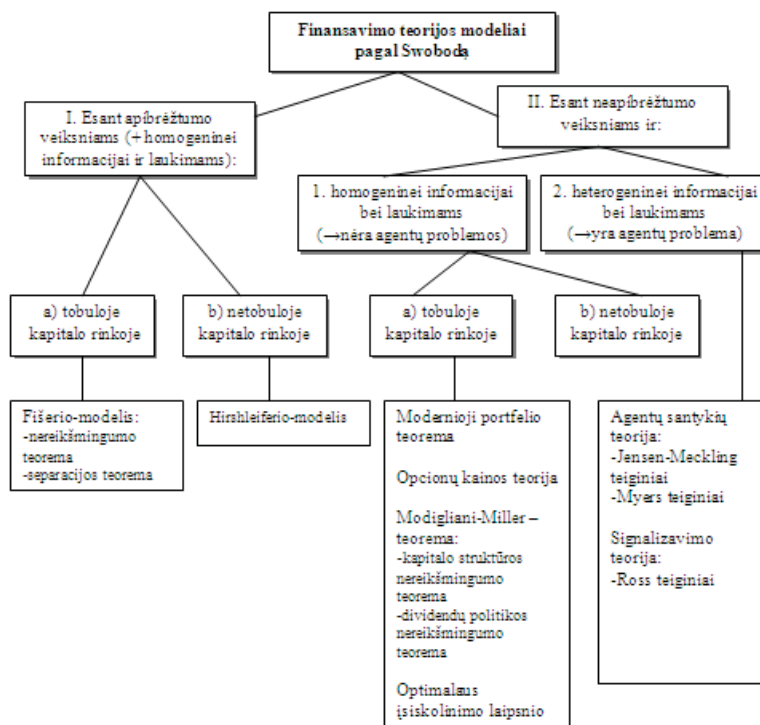 Finansavimo teorijos modeliai
pagal Swobodą
I. Esant apibrėžtumo
veiksniams (+homogeninei
informacijai ir laukimams):
II. Esant neapibrėžtumo
veiksniams ir:
1. homogeninei informacijai
bei laukimams
(→nėra agentų problemos)
2. heterogeninei informacijai
bei laukimams
(→yra agentų problema)
a) tobuloje
kapitalo rinkoje
b) netobuloje
kapitalo rinkoje
a) tobuloje
kapitalo rinkoje
b) netobuloje
kapitalo rinkoje
Fišerio-modelis:
-nereikšmingumo
teorema
-separacijos teorema
Hirshleiferio-modelis
Modernioji portfelio
teorema
Opcionų kainos teorija
Modigliani-Miller –
teorema:
-kapitalo struktūros
nereikšmingumo
teorema
-dividendų politikos
nereikšmingumo
teorema
Optimalaus
įsiskolinimo laipsnio
Agentų santykių
teorija:
-Jensen-Meckling
teiginiai
-Myers teiginiai
Signalizavimo
teorija:
-Ross teiginiai